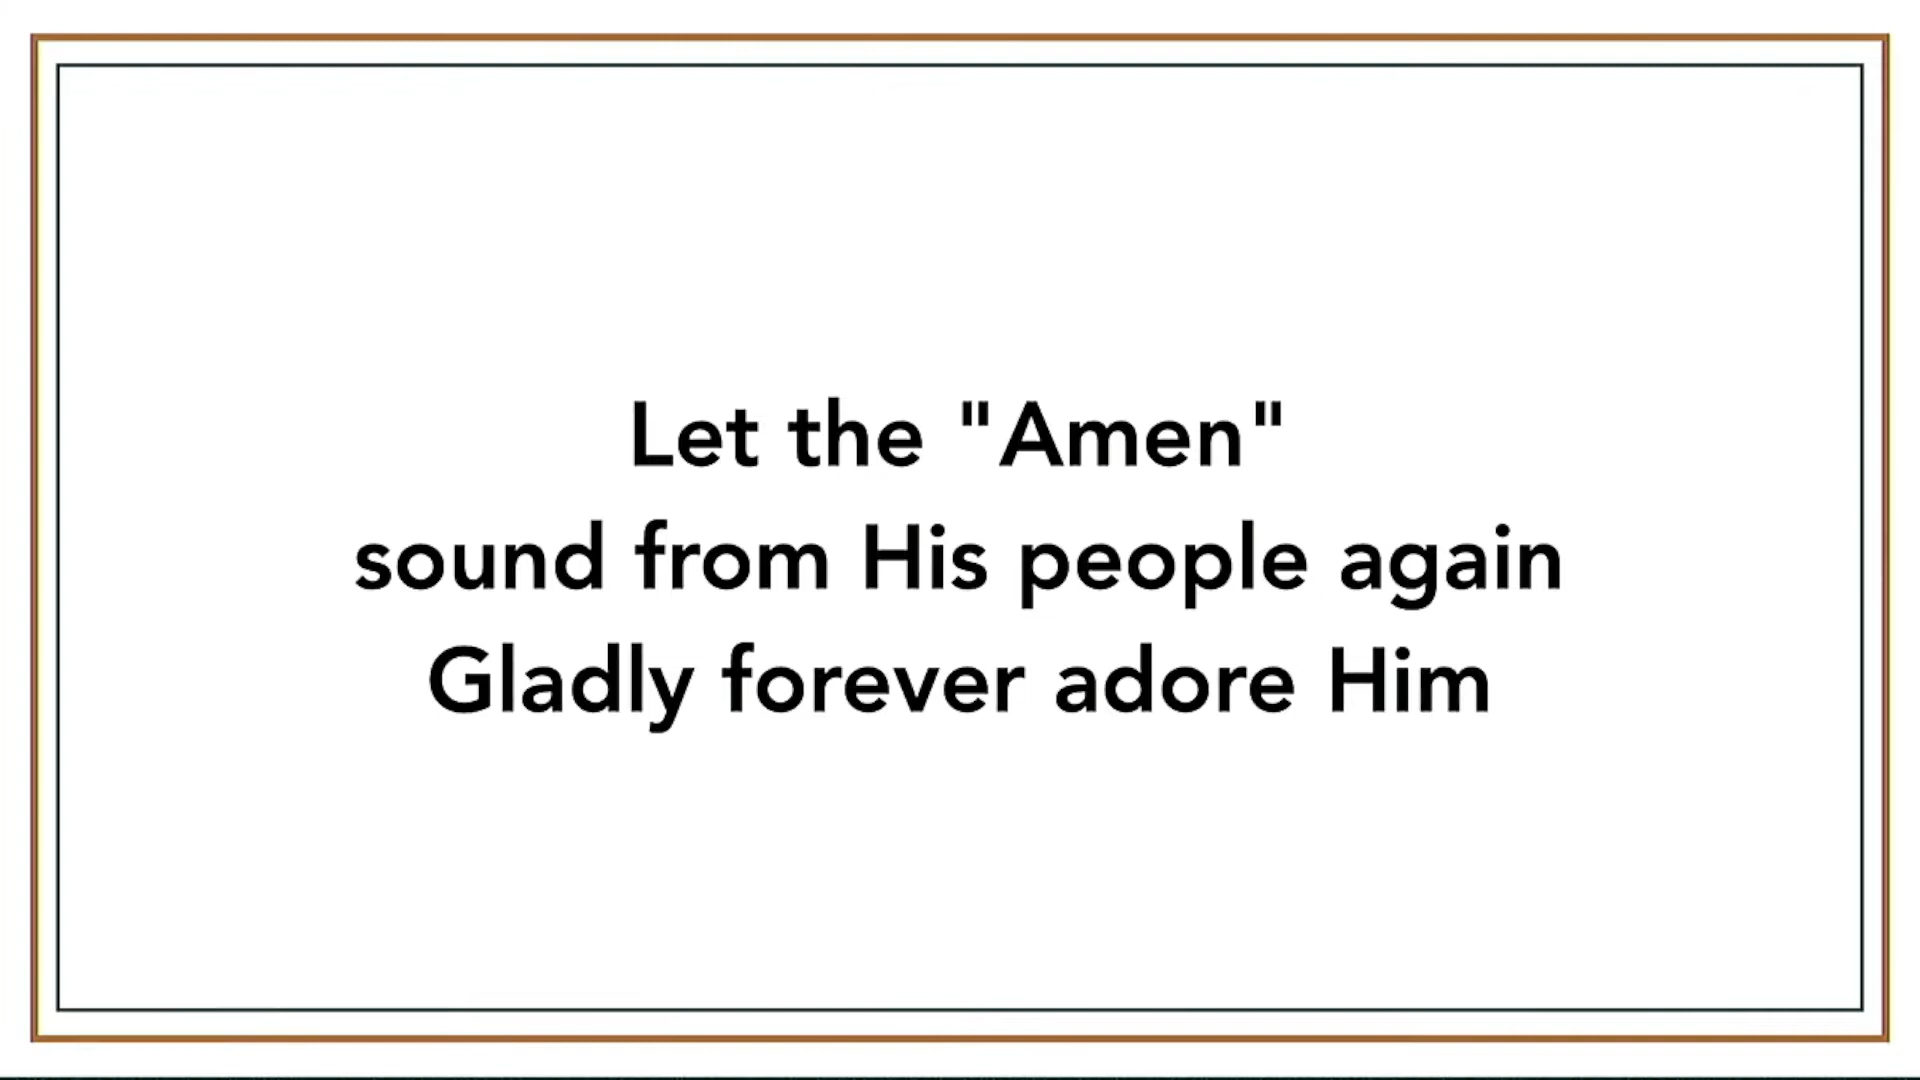 Let the "Amen"
sound from His people again
Gladly forever adore Him